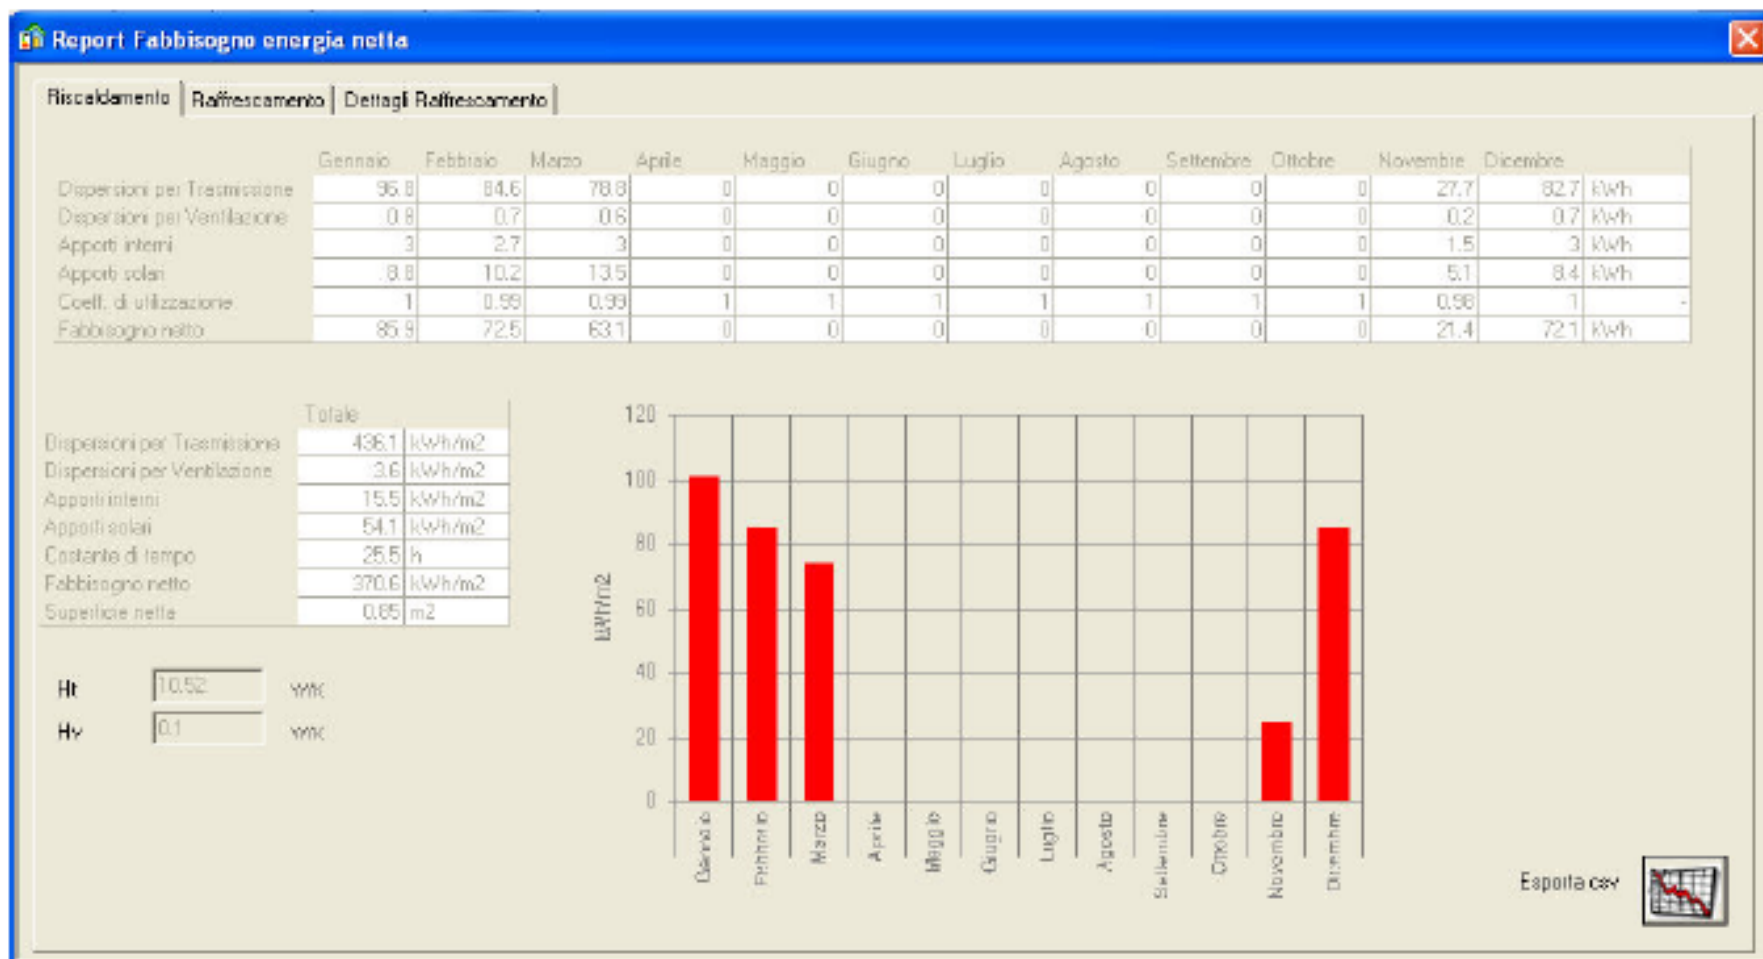 Report Fabbisogno energia netta
Riscaldamento Raffrescamento Dettagli Raffrescamento
Gennaio Febbraio Marzo Aprile Maggio Giugno Luglio Agosto Settembre Ottobre Novembre Dicembre
Dispersioni per Trasmissione 96.8 84.6 78.8 0 0 0 0 0 0 0 27.7 82.7 kWh
Dispersioni per Ventilazione 0.8 0.7 0.6 0 0 0 0 0 0 0 0.2 0.7 kWh
Apporti interni 3 2.7 3 0 0 0 0 0 0 0 1.5 3 kWh
Apporti solari 8.8 10.2 13.5 0 0 0 0 0 0 0 5.1 8.4 kWh
Coeff. di utilizzazione 1 0.99 0.99 1 1 1 1 1 1 1 0.98 1 -
Fabbisogno netto 85.9 72.5 63.1 0 0 0 0 0 0 0 21.4 72.1 kWh
Totale
Dispersioni per Trasmissione 436.1 kWh/m2
Dispersioni per Ventilazione 3.6 kWh/m2
Apporti interni 15.5 kWh/m2
Apporti solari 54.1 kWh/m2
Costante di tempo 25.5 h
Fabbisogno netto 370.6 kWh/m2
Superficie netta 0.85 m2
Ht 10.52 W/K
Hv 0.1 W/K
120
100
80
60
40
20
0
kWh/m2
Gennaio Febbraio Marzo Aprile Maggio Giugno Luglio Agosto Settembre Ottobre Novembre Dicembre
Esporta csv